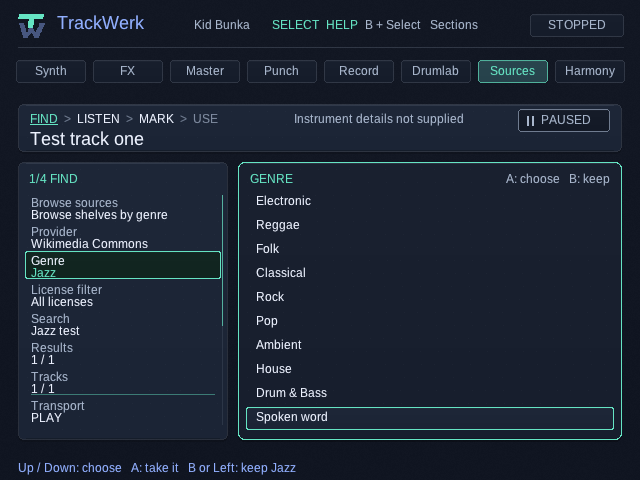 TW TrackWerk Kid Bunka SELECT HELP B + Select Sections STOPPED
Synth FX Master Punch Record Drumlab Sources Harmony
FIND > LISTEN > MARK > USE Instrument details not supplied PAUSED
Test track one
1/4 FIND
Browse sources
Browse shelves by genre
Provider
Wikimedia Commons
Genre
Jazz
License filter
All licenses
Search
Jazz test
Results
1 / 1
Tracks
1 / 1
Transport
PLAY
GENRE A: choose B: keep
Electronic
Reggae
Folk
Classical
Rock
Pop
Ambient
House
Drum & Bass
Spoken word
Up / Down: choose A: take it B or Left: keep Jazz